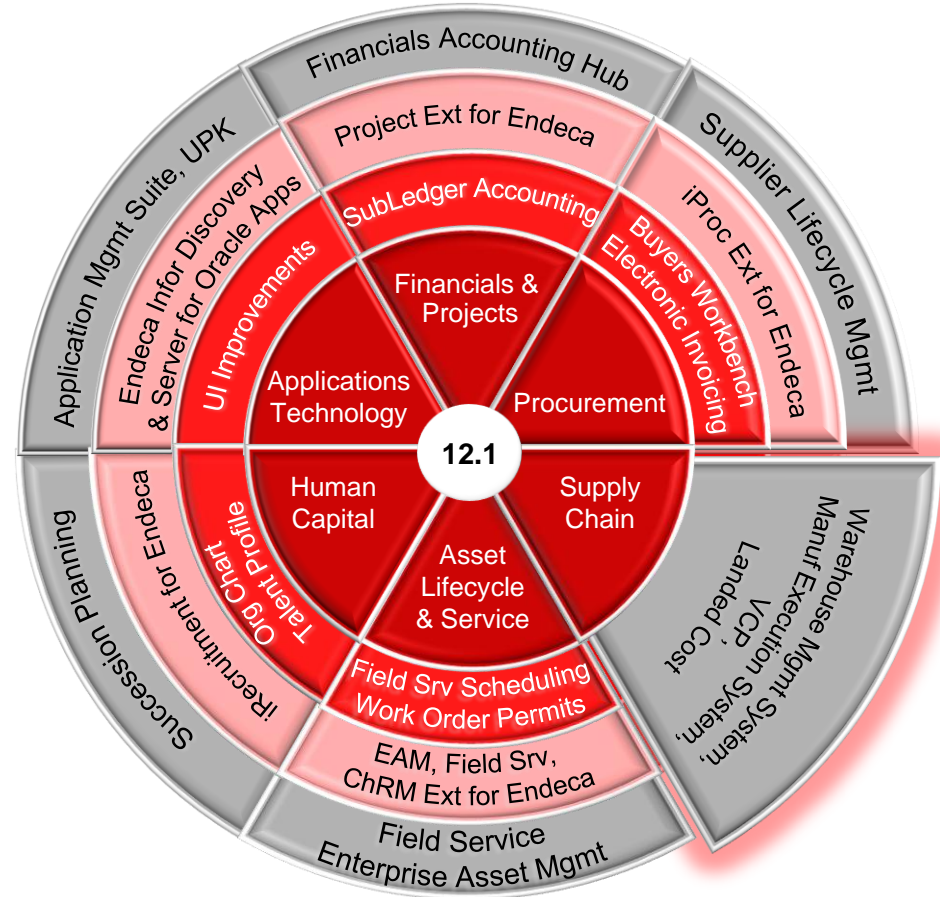 Financials Accounting Hub
Project Ext for Endeca
SubLedger Accounting
Financials &
Projects
Supplier Lifecycle Mgmt
iProc Ext for Endeca
Buyers Workbench
Electronic Invoicing
Procurement
Application Mgmt Suite, UPK
Endeca Infor Discovery
& Server for Oracle Apps
UI Improvements
Applications
Technology
12.1
Human
Capital
Org Chart
Talent Profile
iRecruitment for Endeca
Succession Planning
Supply
Chain
Warehouse Mgmt System,
Manuf Execution System,
VCP,
Landed Cost
Asset
Lifecycle
& Service
Field Srv Scheduling
Work Order Permits
EAM, Field Srv,
ChRM Ext for Endeca
Field Service
Enterprise Asset Mgmt